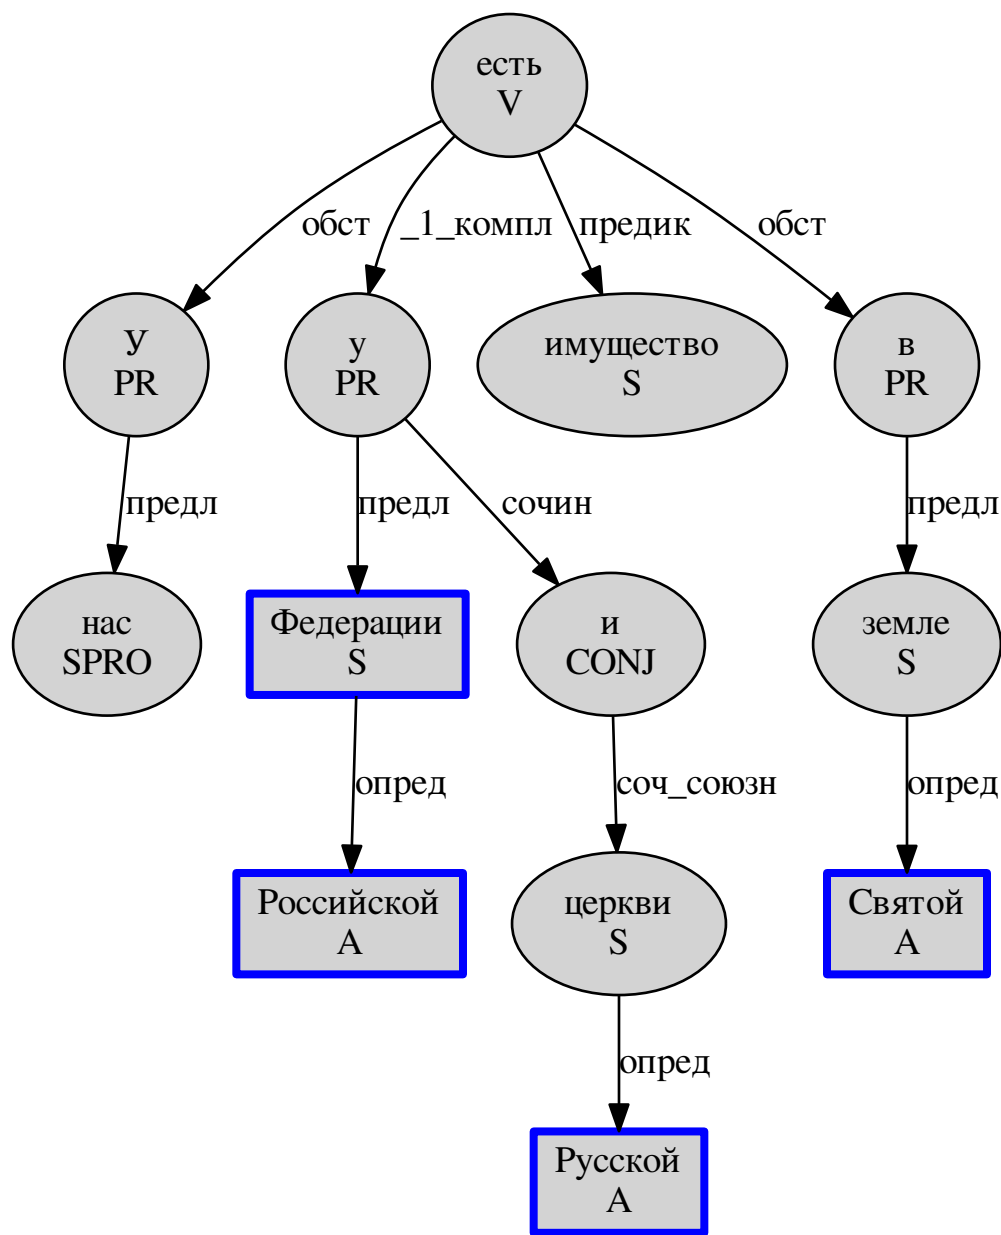 есть
V
обст
_1_компл
предик
обст
У
PR
у
PR
имущество
S
в
PR
предл
предл
сочин
предл
нас
SPRO
Федерации
S
и
CONJ
земле
S
опред
соч_союзн
опред
Российской
A
церкви
S
Святой
A
опред
Русской
A